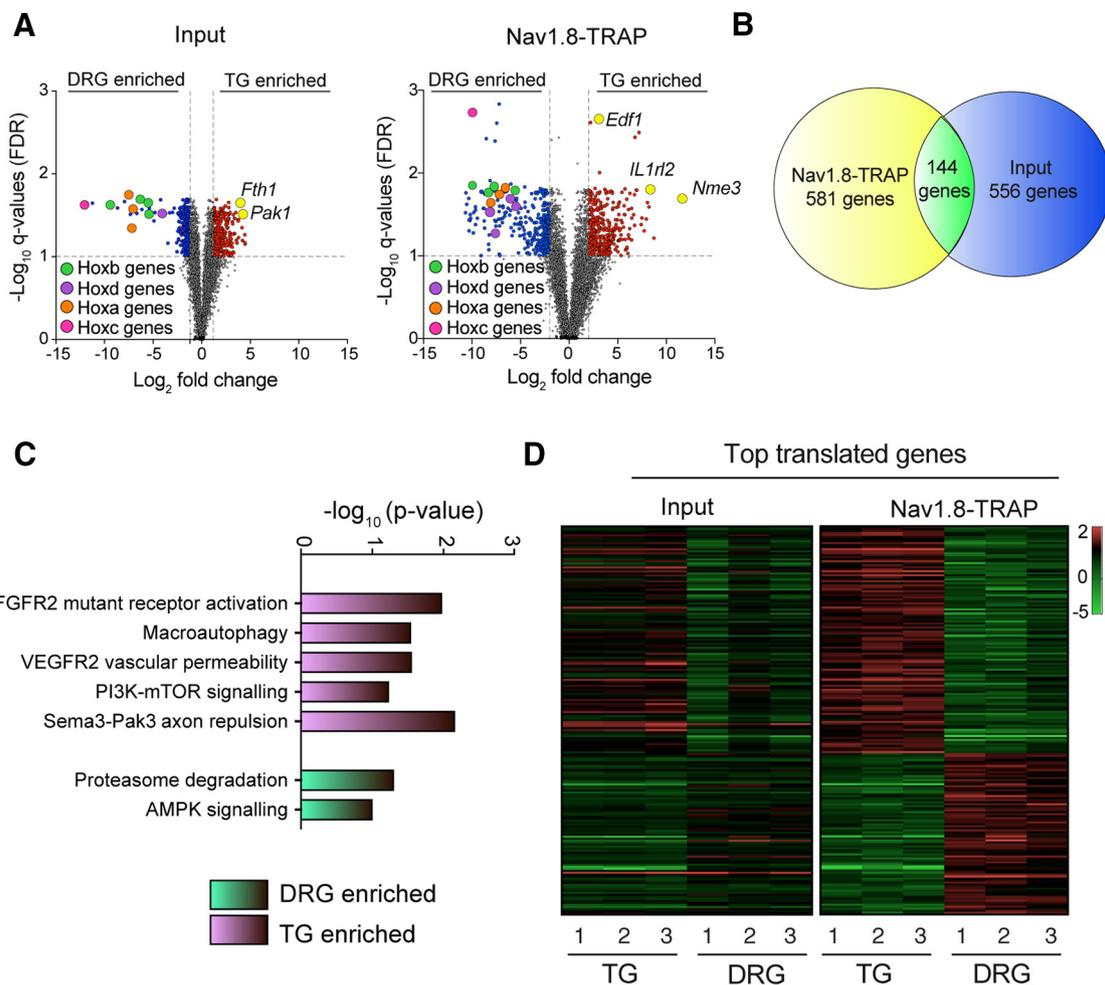 A
Input
DRG enriched
TG enriched
3
2
1
0
-Log10 q-values (FDR)
Fth1
Pak1
Hoxb genes
Hoxd genes
Hoxa genes
Hoxc genes
-15 -10 -5 0 5 10 15
Log2 fold change
Nav1.8-TRAP
DRG enriched
TG enriched
3
2
1
0
-Log10 q-values (FDR)
Edf1
IL1rl2
Nme3
Hoxb genes
Hoxd genes
Hoxa genes
Hoxc genes
-15 -10 -5 0 5 10 15
Log2 fold change
B
Nav1.8-TRAP
581 genes
144
genes
Input
556 genes
C
-log10 (p-value)
0 1 2 3
FGFR2 mutant receptor activation
Macroautophagy
VEGFR2 vascular permeability
PI3K-mTOR signalling
Sema3-Pak3 axon repulsion
Proteasome degradation
AMPK signalling
DRG enriched
TG enriched
D
Top translated genes
Input
Nav1.8-TRAP
2
0
-5
1 2 3 1 2 3 1 2 3 1 2 3
TG DRG TG DRG